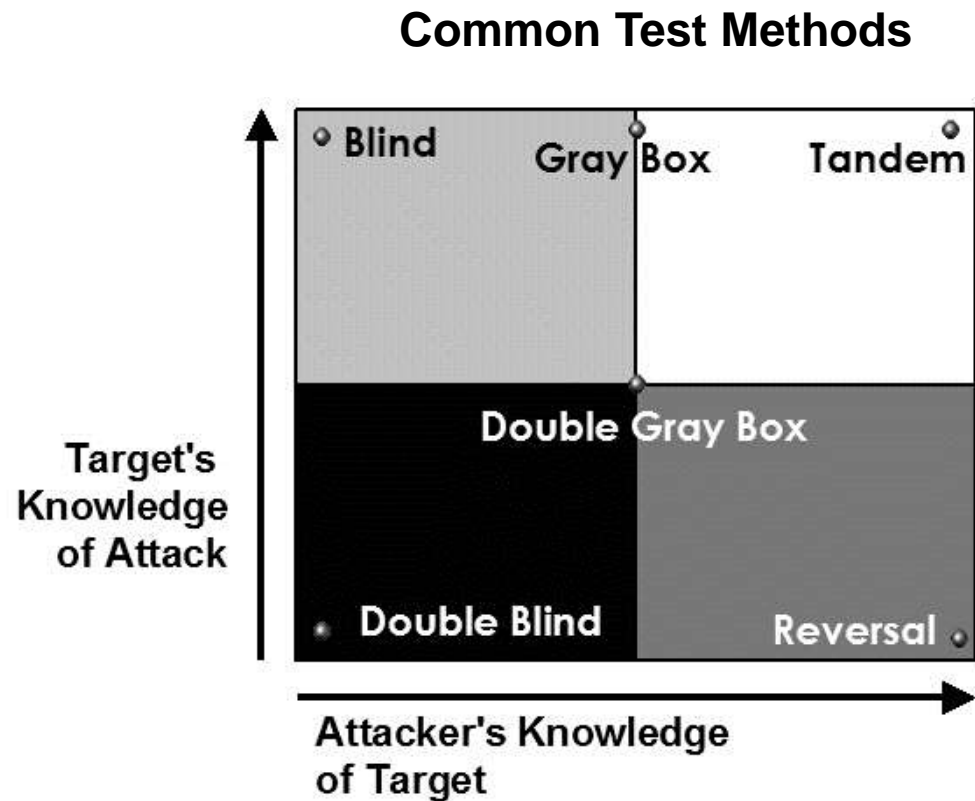 Common Test Methods
Blind
Gray Box
Tandem
Double Gray Box
Target's
Knowledge
of Attack
Double Blind
Reversal
Attacker's Knowledge
of Target